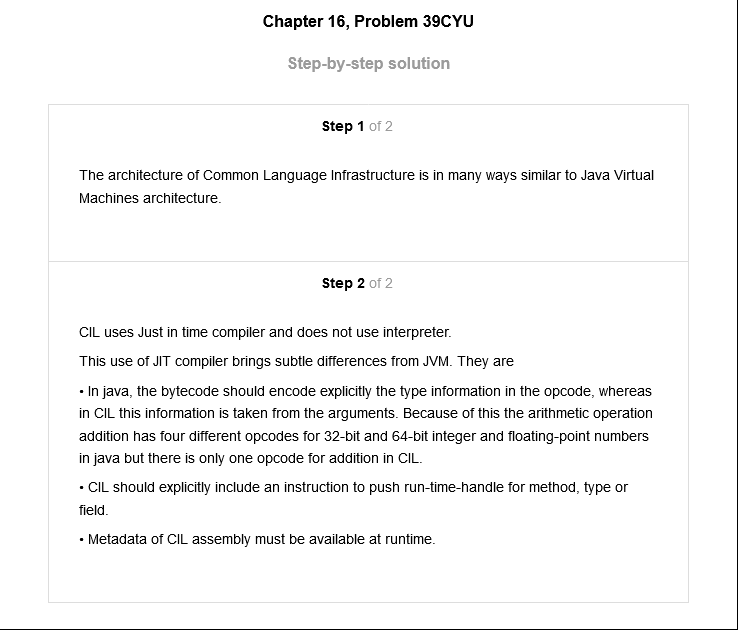 Chapter 16, Problem 39CYU
Step-by-step solution
Step 1 of 2
The architecture of Common Language Infrastructure is in many ways similar to Java Virtual
Machines architecture.
Step 2 of 2
CIL uses Just in time compiler and does not use interpreter.
This use of JIT compiler brings subtle differences from JVM. They are
• In java, the bytecode should encode explicitly the type information in the opcode, whereas
in CIL this information is taken from the arguments. Because of this the arithmetic operation
addition has four different opcodes for 32-bit and 64-bit integer and floating-point numbers
in java but there is only one opcode for addition in CIL.
• CIL should explicitly include an instruction to push run-time-handle for method, type or
field.
• Metadata of CIL assembly must be available at runtime.